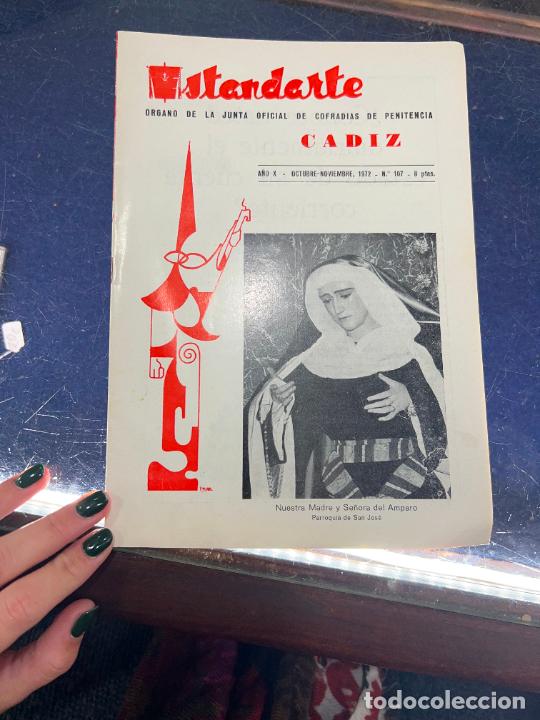 Estandarte
ORGANO DE LA JUNTA OFICIAL DE COFRADIAS DE PENITENCIA
CADIZ
AÑO X - OCTUBRE-NOVIEMBRE, 1972 - N.º 107 - 8 ptas.
Nuestra Madre y Señora del Amparo
Parroquia de San José
todocoleccion.net